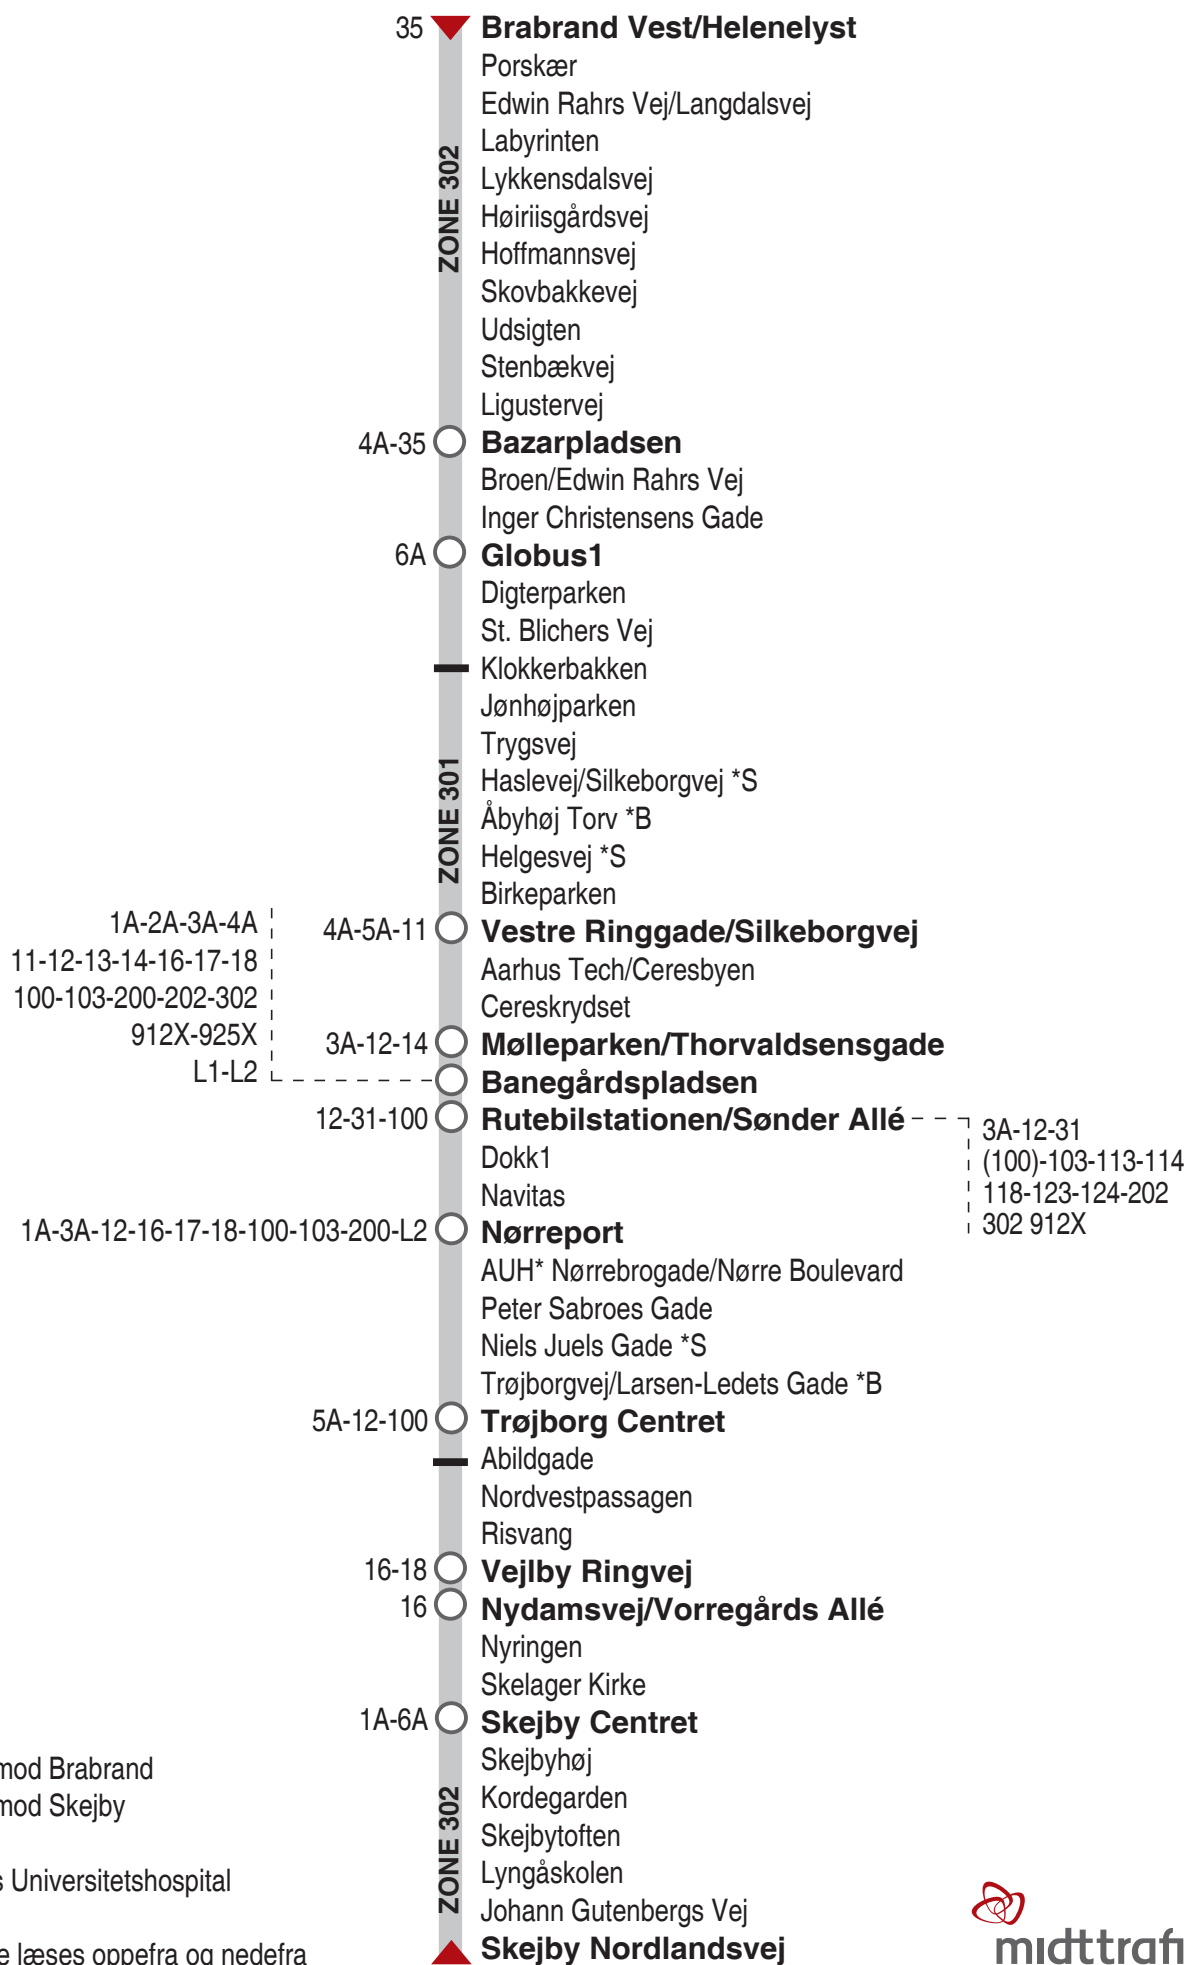 35 Brabrand Vest/Helenelyst
Porskær
Edwin Rahrs Vej/Langdalsvej
Labyrinten
Lykkensdalsvej
Høiriisgårdsvej
Hoffmannsvej
Skovbakkevej
Udsigten
Stenbækvej
Ligustervej
ZONE 302
4A-35 Bazarpladsen
Broen/Edwin Rahrs Vej
Inger Christensens Gade
6A Globus1
Digterparken
St. Blichers Vej
Klokkerbakken
Jønhøjparken
Trygsvej
Haslevej/Silkeborgvej *S
Åbyhøj Torv *B
Helgesvej *S
Birkeparken
ZONE 301
4A-5A-11 Vestre Ringgade/Silkeborgvej
Aarhus Tech/Ceresbyen
Cereskrydset
3A-12-14 Mølleparken/Thorvaldsensgade
1A-2A-3A-4A
11-12-13-14-16-17-18
100-103-200-202-302
912X-925X
L1-L2
Banegårdspladsen
12-31-100 Rutebilstationen/Sønder Allé
3A-12-31
(100)-103-113-114
118-123-124-202
302 912X
Dokk1
Navitas
1A-3A-12-16-17-18-100-103-200-L2 Nørreport
AUH* Nørrebrogade/Nørre Boulevard
Peter Sabroes Gade
Niels Juels Gade *S
Trøjborgvej/Larsen-Ledets Gade *B
5A-12-100 Trøjborg Centret
Abildgade
Nordvestpassagen
Risvang
16-18 Vejlby Ringvej
16 Nydamsvej/Vorregårds Allé
Nyringen
Skelager Kirke
1A-6A Skejby Centret
Skejbyhøj
Kordegarden
Skejbytoften
Lyngåskolen
Johann Gutenbergs Vej
ZONE 302
Skejby Nordlandsvej
mod Brabrand
mod Skejby
s Universitetshospital
e læses oppefra og nedefra
midttrafi